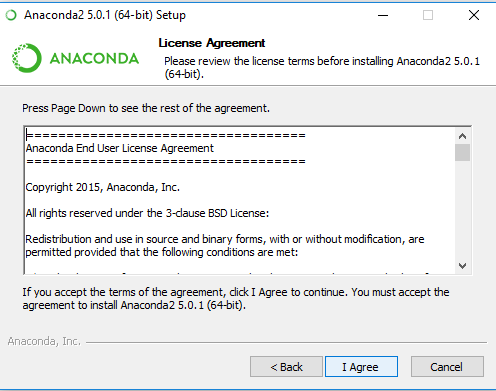 Anaconda2 5.0.1 (64-bit) Setup
ANACONDA
License Agreement
Please review the license terms before installing Anaconda2 5.0.1
(64-bit).
Press Page Down to see the rest of the agreement.
===================================
Anaconda End User License Agreement
===================================
Copyright 2015, Anaconda, Inc.
All rights reserved under the 3-clause BSD License:
Redistribution and use in source and binary forms, with or without modification, are
permitted provided that the following conditions are met:
If you accept the terms of the agreement, click I Agree to continue. You must accept the
agreement to install Anaconda2 5.0.1 (64-bit).
Anaconda, Inc.
< Back
I Agree
Cancel